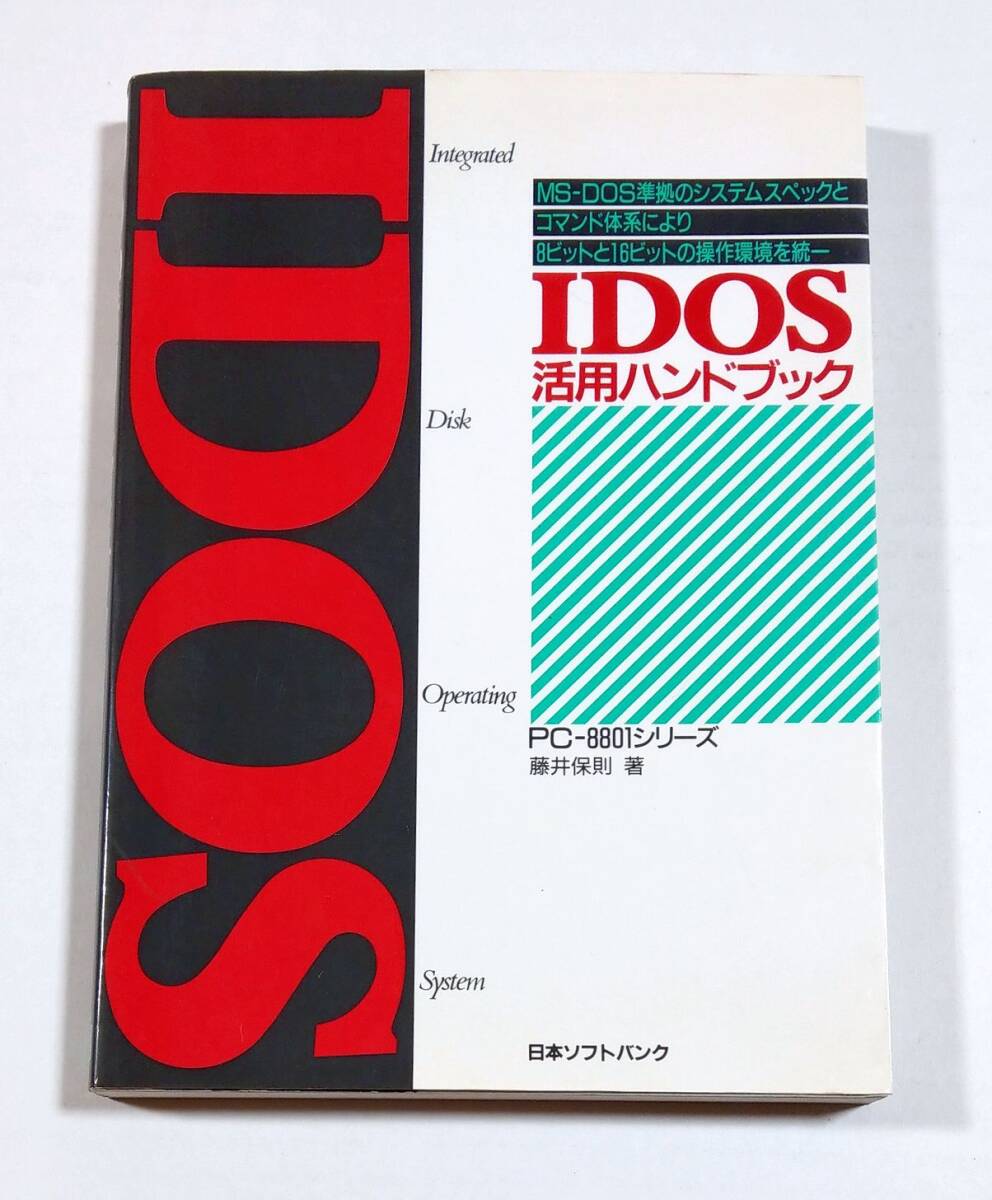 IDOS
Integrated
Disk
Operating
System
MS-DOS準拠のシステムスペックと
コマンド体系により
8ビットと16ビットの操作環境を統一
IDOS
活用ハンドブック
PC-8801シリーズ
藤井保則 著
日本ソフトバンク